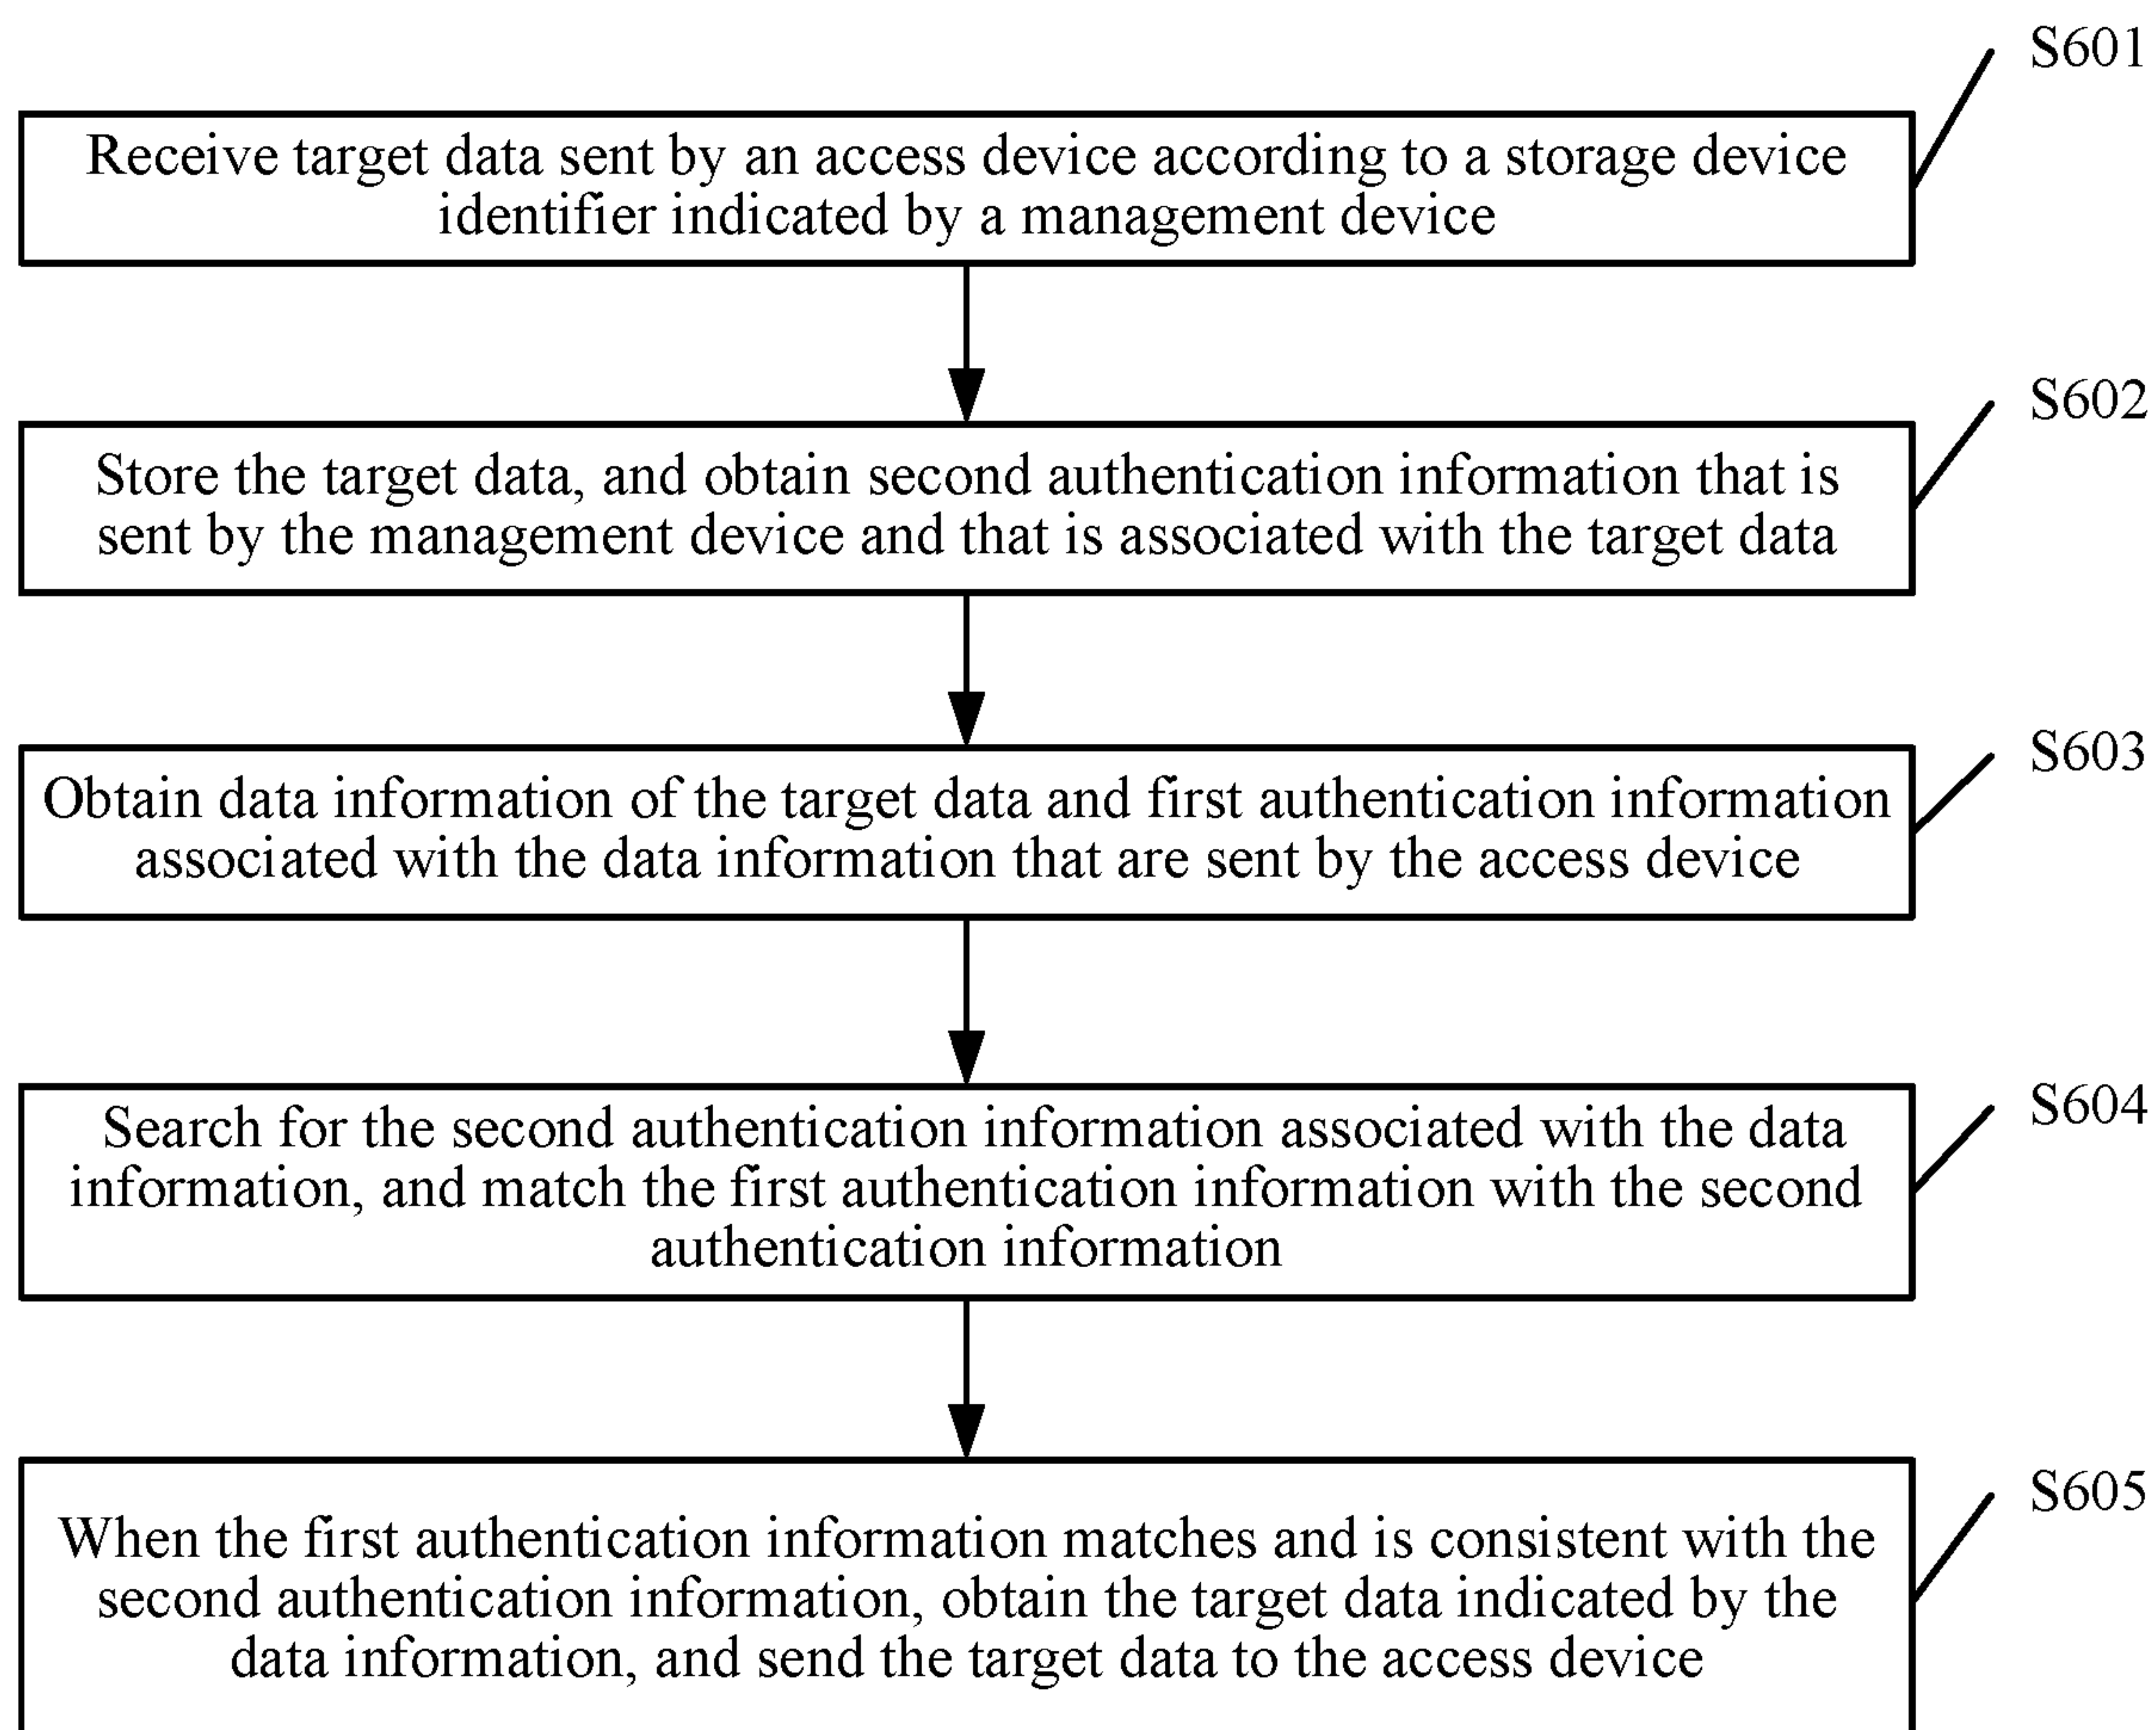 S601
Receive target data sent by an access device according to a storage device
identifier indicated by a management device
S602
Store the target data, and obtain second authentication information that is
sent by the management device and that is associated with the target data
S603
Obtain data information of the target data and first authentication information
associated with the data information that are sent by the access device
S604
Search for the second authentication information associated with the data
information, and match the first authentication information with the second
authentication information
S605
When the first authentication information matches and is consistent with the
second authentication information, obtain the target data indicated by the
data information, and send the target data to the access device